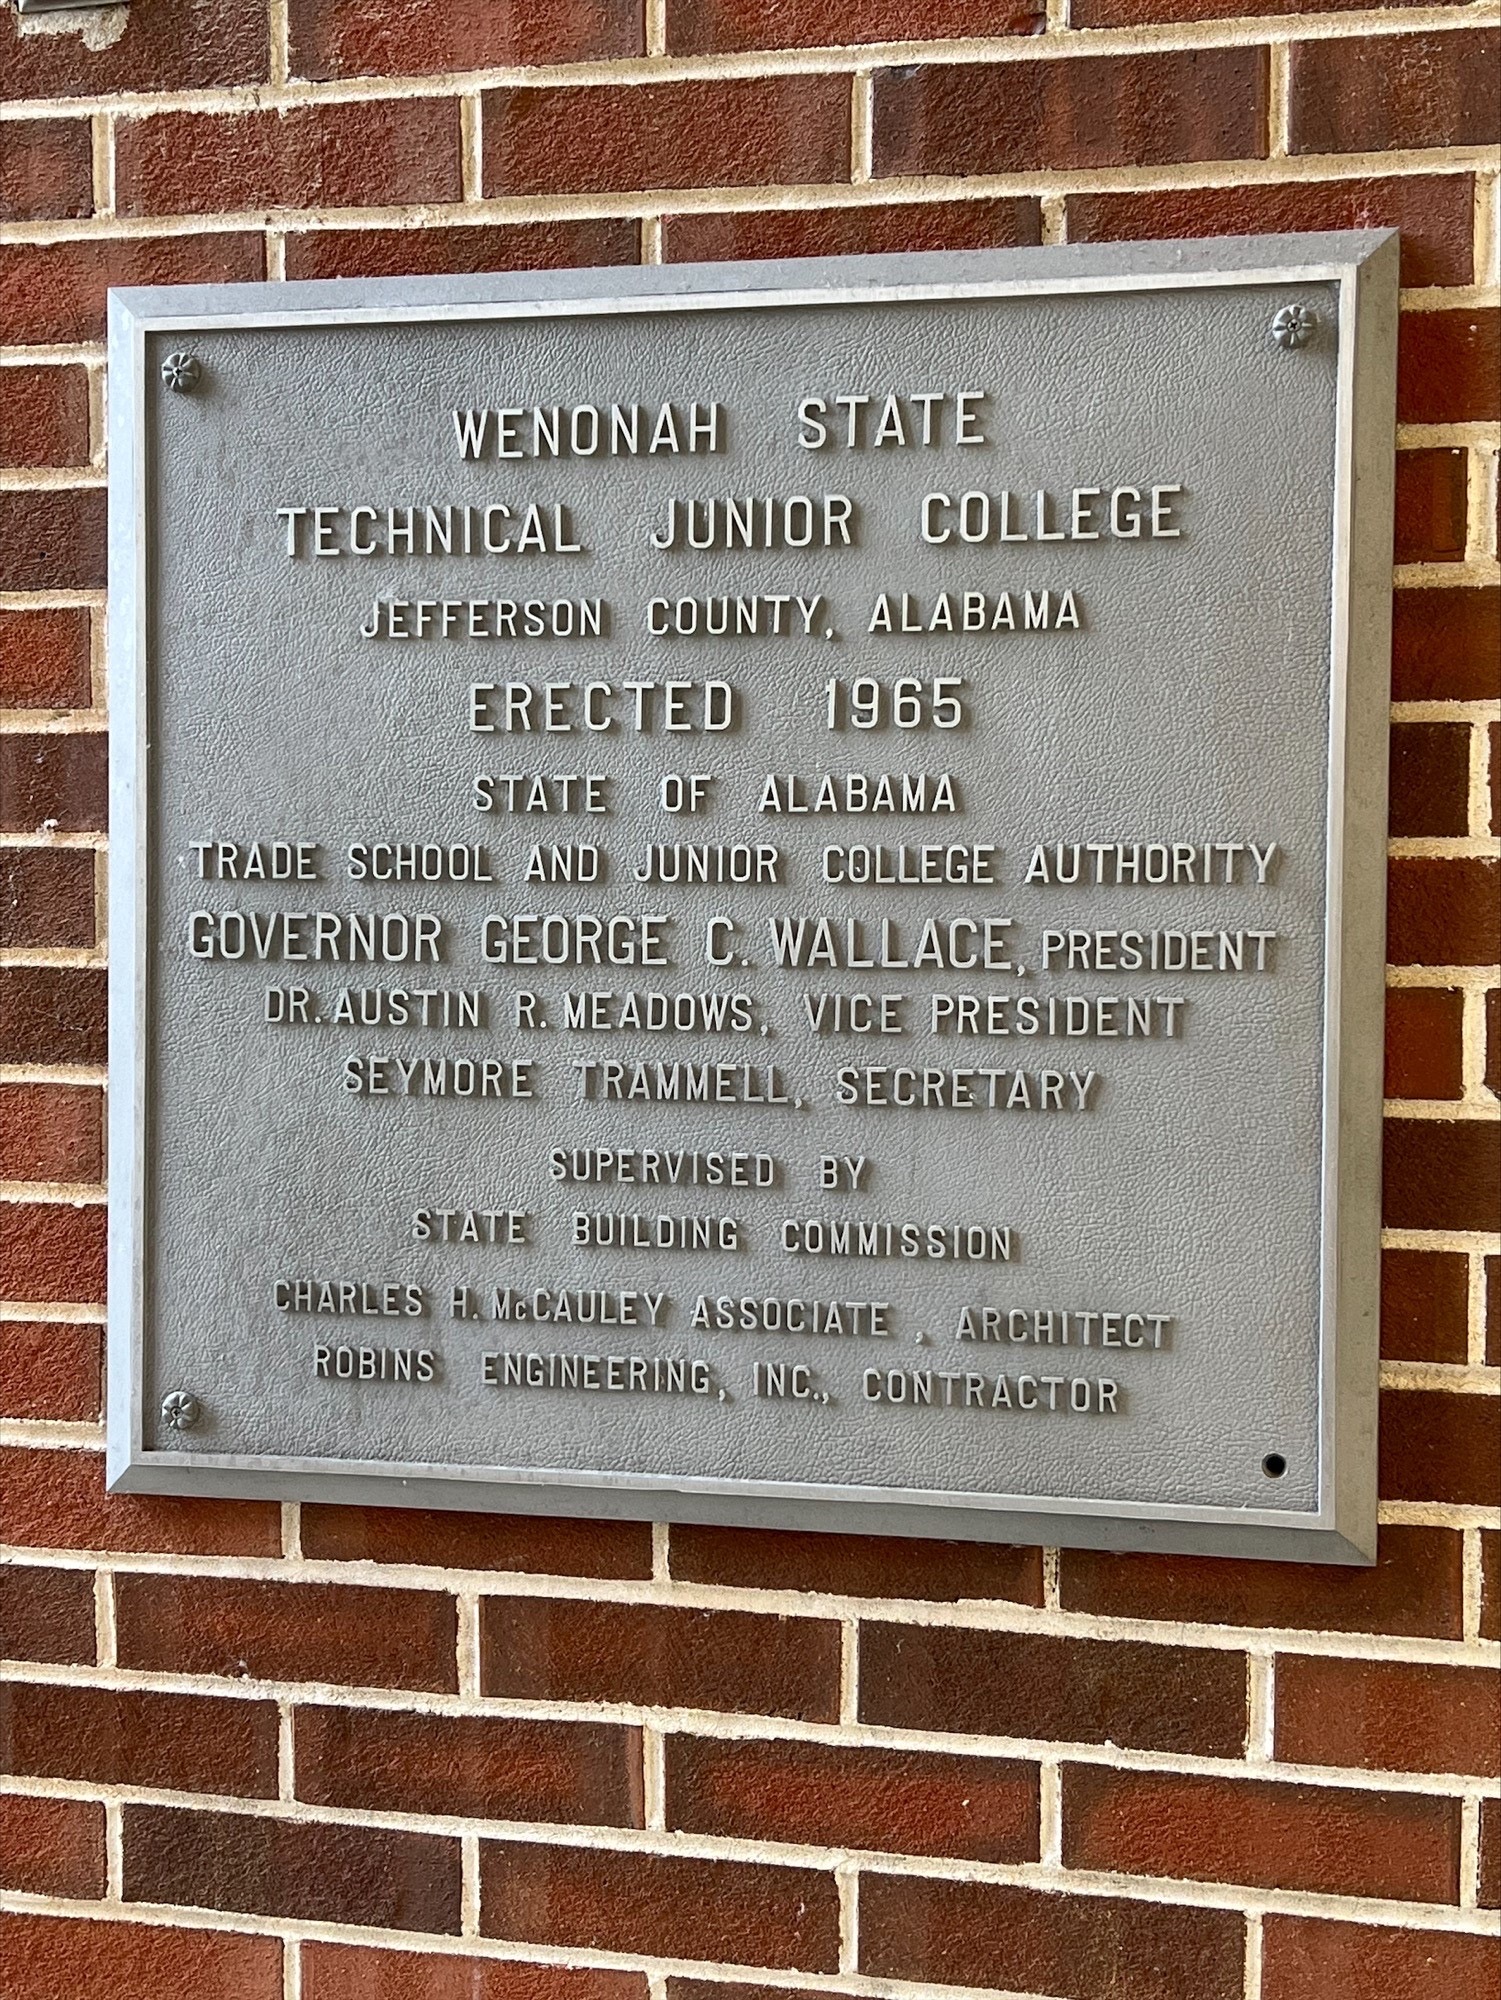 WENONAH STATE
TECHNICAL JUNIOR COLLEGE
JEFFERSON COUNTY, ALABAMA
ERECTED 1965
STATE OF ALABAMA
TRADE SCHOOL AND JUNIOR COLLEGE AUTHORITY
GOVERNOR GEORGE C. WALLACE, PRESIDENT
DR. AUSTIN R. MEADOWS, VICE PRESIDENT
SEYMORE TRAMMELL, SECRETARY
SUPERVISED BY
STATE BUILDING COMMISSION
CHARLES H. McCAULEY ASSOCIATE , ARCHITECT
ROBINS ENGINEERING, INC., CONTRACTOR